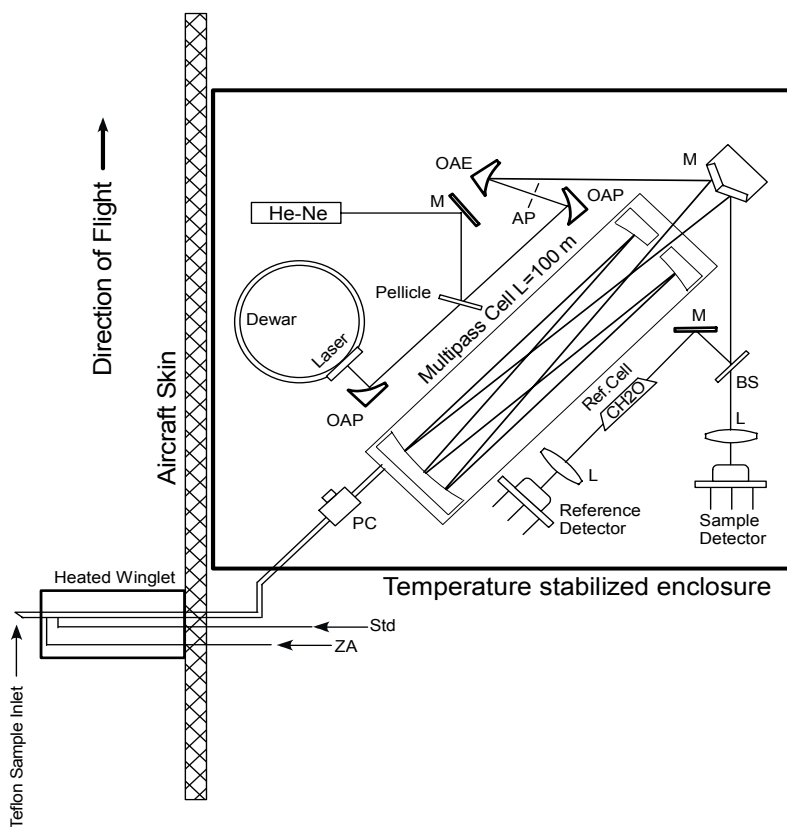 Direction of Flight
Aircraft Skin
OAE
M
M
OAP
AP
He-Ne
Pellicle
Dewar
Laser
OAP
Multipass Cell L=100 m
M
Ref.Cell
CH2O
BS
L
L
PC
Reference
Detector
Sample
Detector
Heated Winglet
Temperature stabilized enclosure
Std
ZA
Teflon Sample Inlet